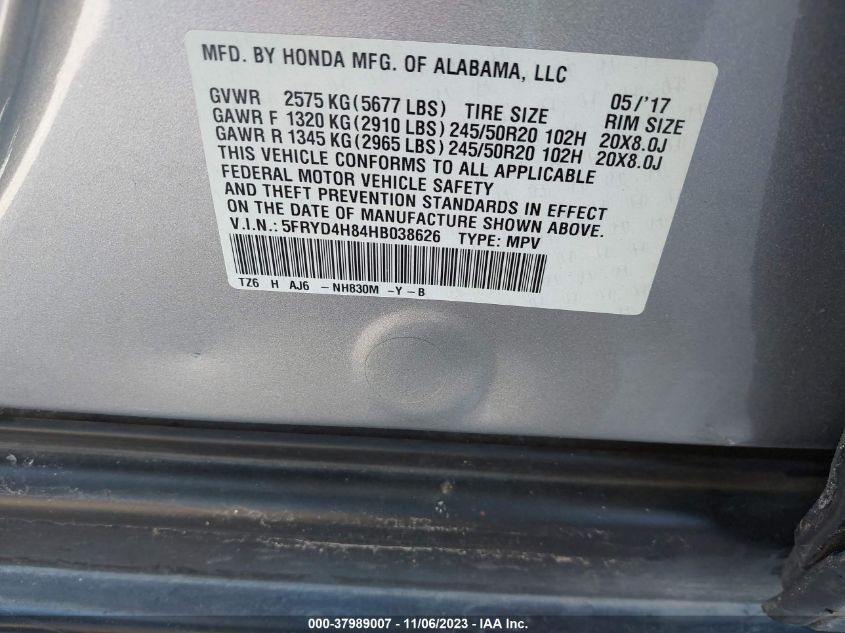 MFD. BY HONDA MFG. OF ALABAMA, LLC
05/'17
GVWR 2575 KG(5677 LBS) TIRE SIZE RIM SIZE
GAWR F 1320 KG(2910 LBS) 245/50R20 102H 20X8.0J
GAWR R 1345 KG(2965 LBS) 245/50R20 102H 20X8.0J
THIS VEHICLE CONFORMS TO ALL APPLICABLE
FEDERAL MOTOR VEHICLE SAFETY
AND THEFT PREVENTION STANDARDS IN EFFECT
ON THE DATE OF MANUFACTURE SHOWN ABOVE.
V.I.N.: 5FRYD4H84HB038626 TYPE: MPV
TZ6 H AJ6 -NH830M -Y-B
000-37989007 - 11/06/2023 - IAA Inc.